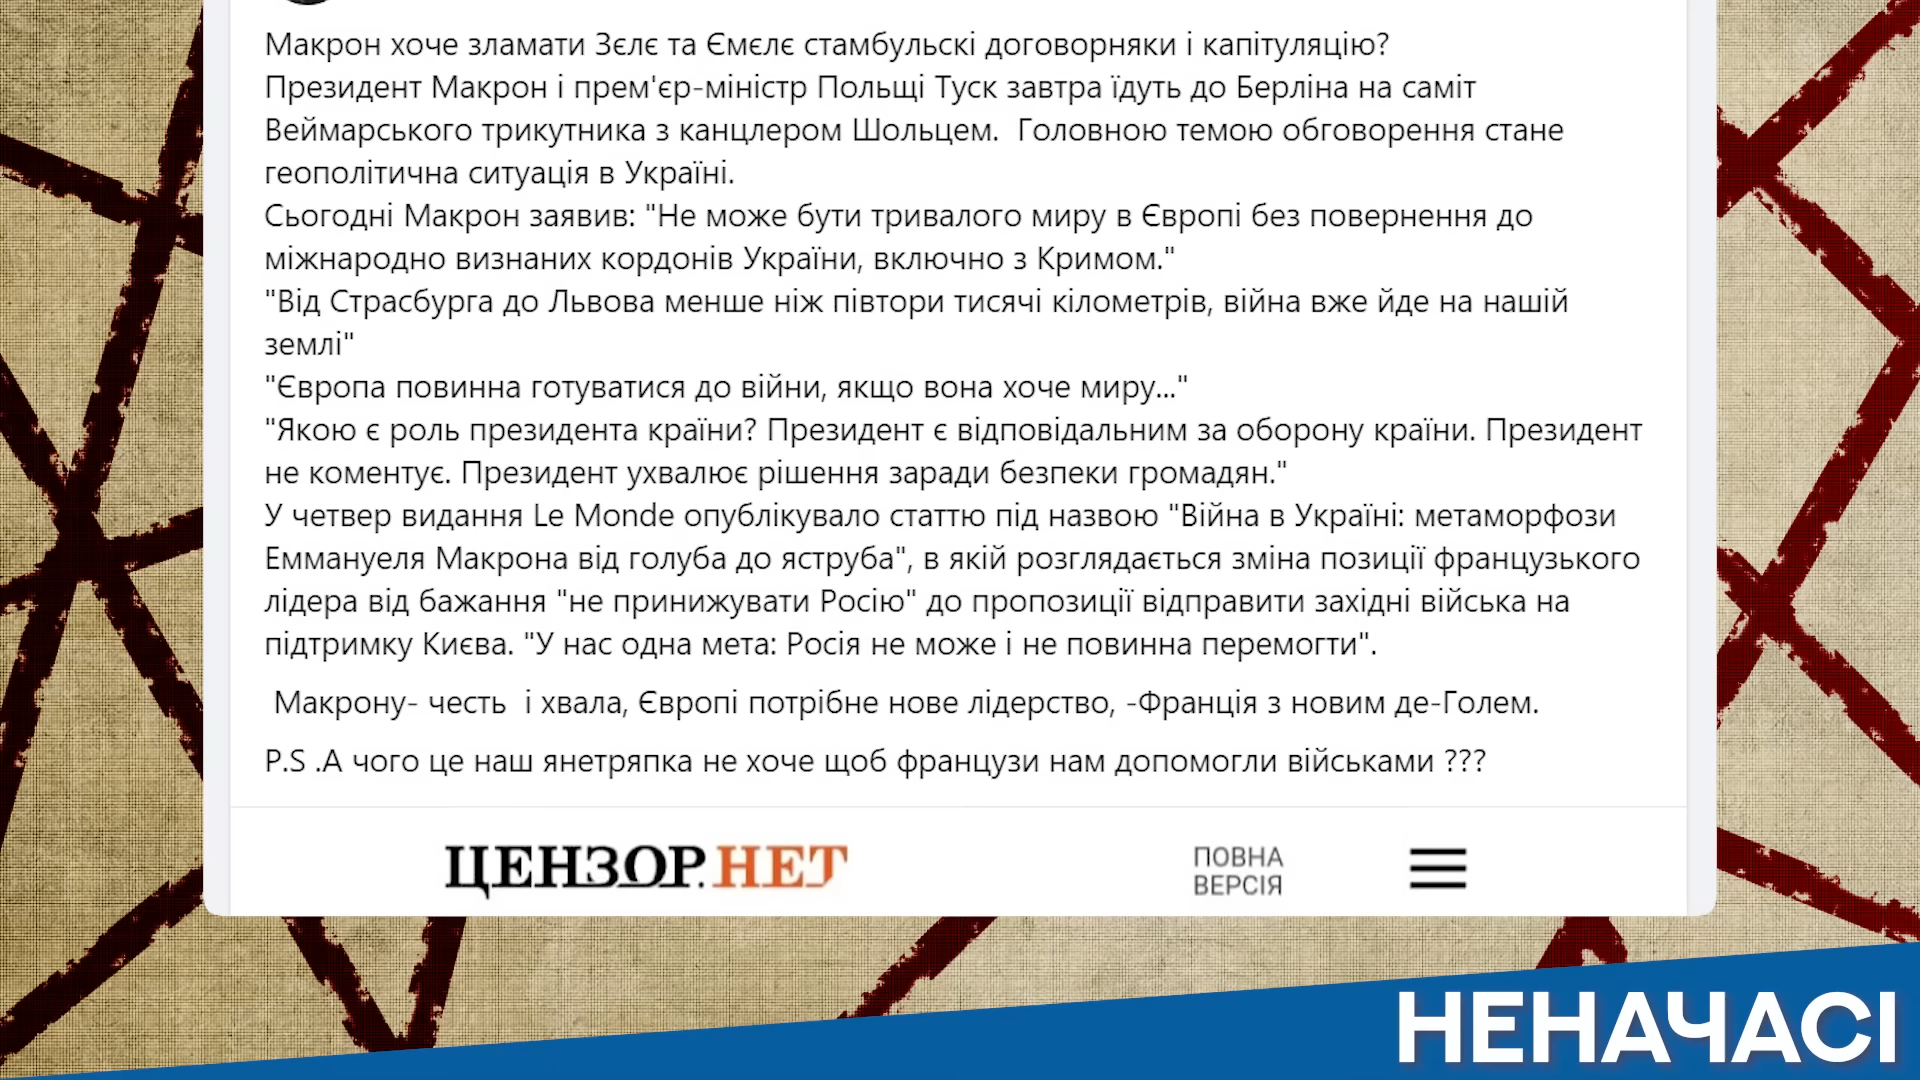 Макрон хоче зламати Зєлє та Ємєлє стамбульскі договорняки і капітуляцію?
Президент Макрон і прем'єр-міністр Польщі Туск завтра їдуть до Берліна на саміт
Веймарського трикутника з канцлером Шольцем.  Головною темою обговорення стане
геополітична ситуація в Україні.
Сьогодні Макрон заявив: "Не може бути тривалого миру в Європі без повернення до
міжнародно визнаних кордонів України, включно з Кримом."
"Від Страсбурга до Львова менше ніж півтори тисячі кілометрів, війна вже йде на нашій
землі"
"Європа повинна готуватися до війни, якщо вона хоче миру..."
"Якою є роль президента країни? Президент є відповідальним за оборону країни. Президент
не коментує. Президент ухвалює рішення заради безпеки громадян."
У четвер видання Le Monde опублікувало статтю під назвою "Війна в Україні: метаморфози
Еммануеля Макрона від голуба до яструба", в якій розглядається зміна позиції французького
лідера від бажання "не принижувати Росію" до пропозиції відправити західні війська на
підтримку Києва. "У нас одна мета: Росія не може і не повинна перемогти".
Макрону- честь  і хвала, Європі потрібне нове лідерство, -Франція з новим де-Голем.
P.S .А чого це наш янетряпка не хоче щоб французи нам допомогли військами ???
ЦЕНЗОР.НЕТ
ПОВНА
ВЕРСІЯ
НЕНАЧАСІ